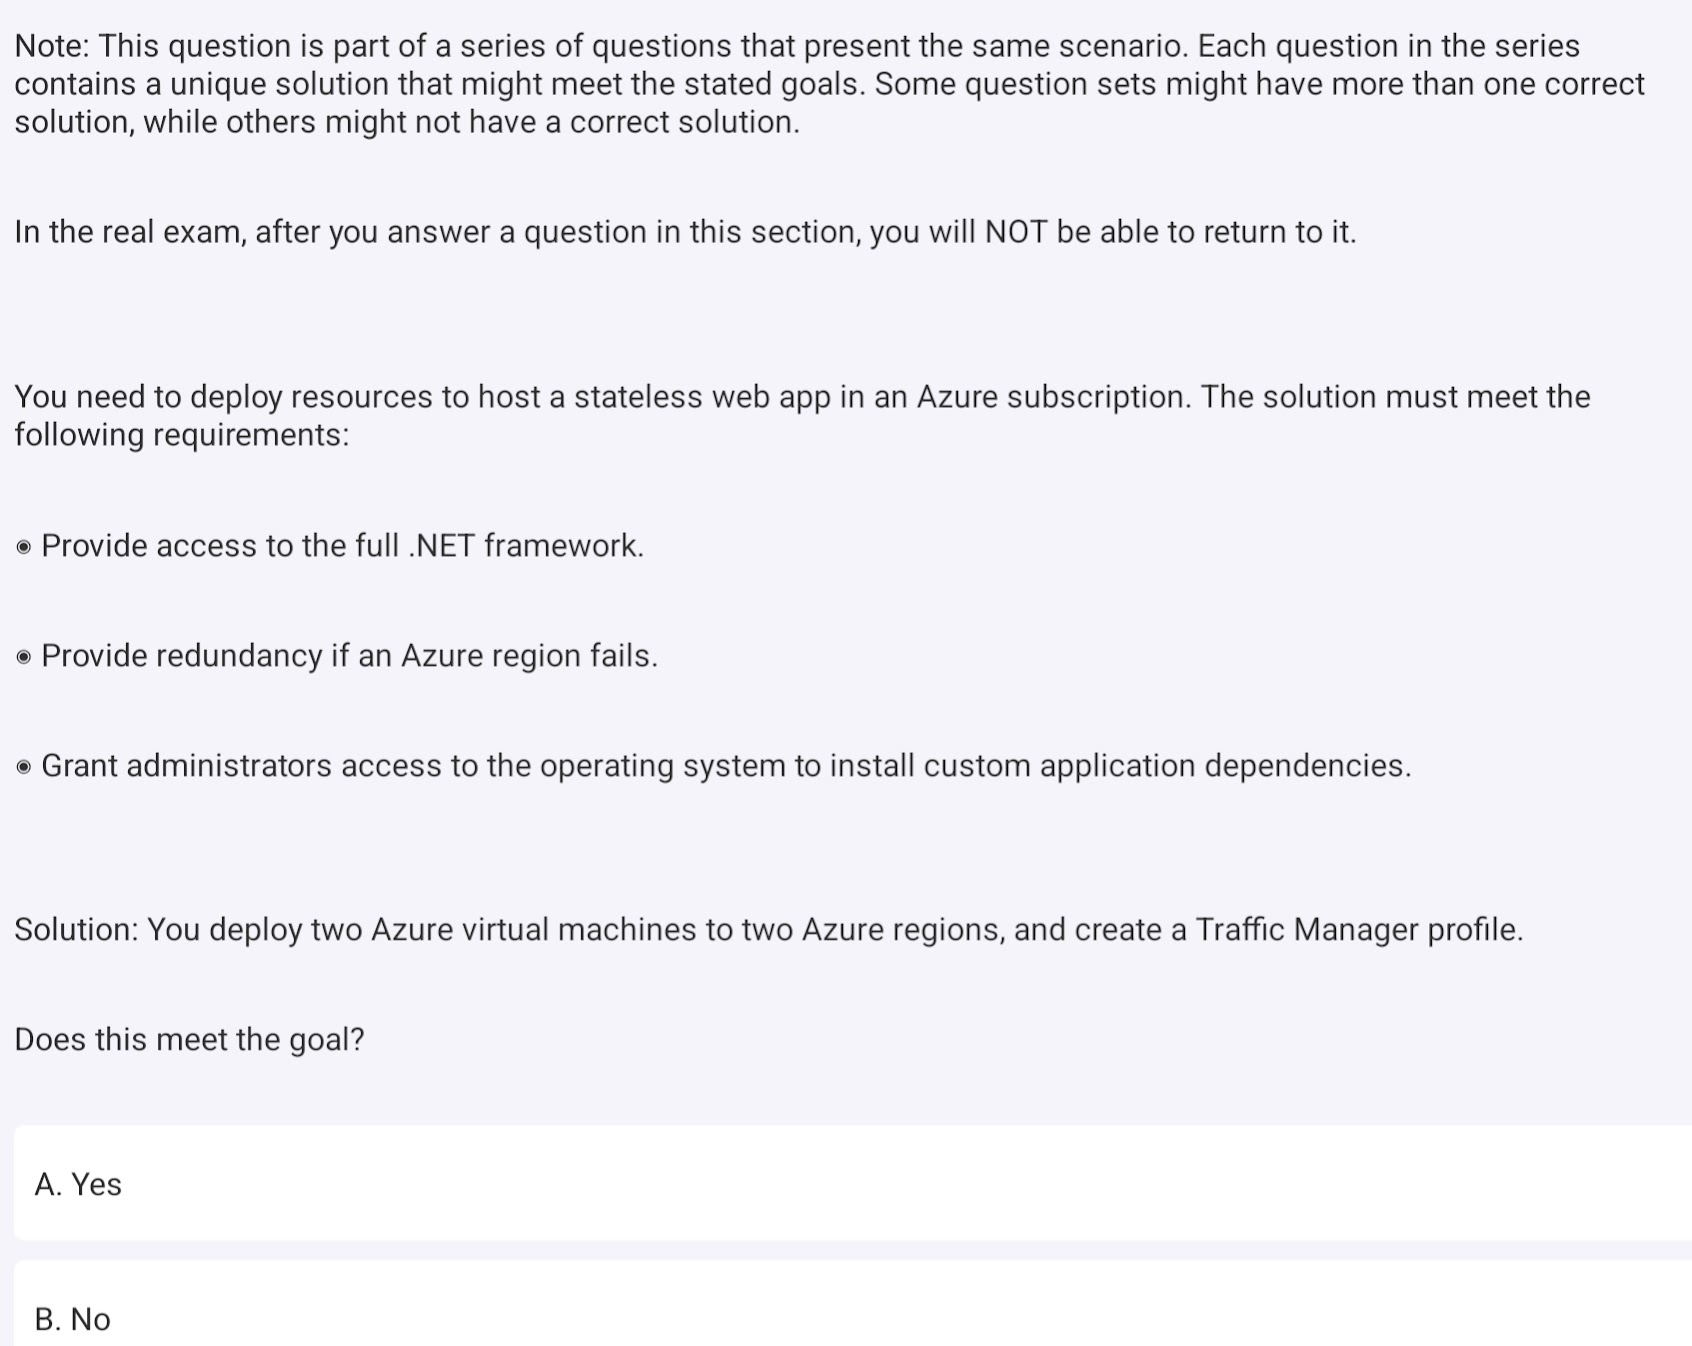 Note: This question is part of a series of questions that present the same scenario. Each question in the series
contains a unique solution that might meet the stated goals. Some question sets might have more than one correct
solution, while others might not have a correct solution.
In the real exam, after you answer a question in this section, you will NOT be able to return to it.
You need to deploy resources to host a stateless web app in an Azure subscription. The solution must meet the
following requirements:
◉ Provide access to the full .NET framework.
◉ Provide redundancy if an Azure region fails.
◉ Grant administrators access to the operating system to install custom application dependencies.
Solution: You deploy two Azure virtual machines to two Azure regions, and create a Traffic Manager profile.
Does this meet the goal?
A. Yes
B. No